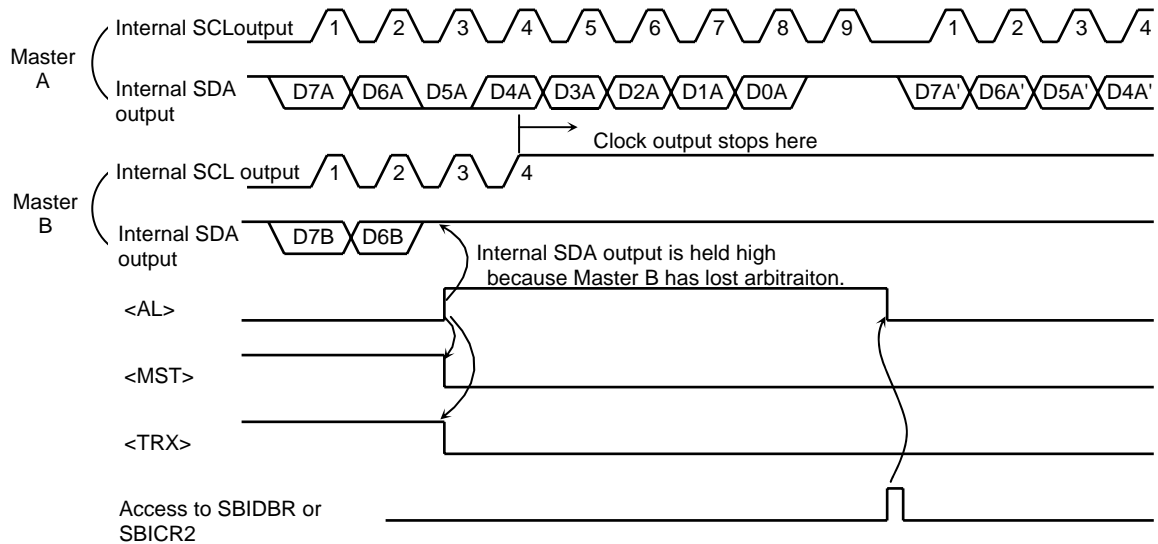 Master
A
Internal SCLoutput
1 2 3 4 5 6 7 8 9 1 2 3 4
Internal SDA
output
D7A D6A D5A D4A D3A D2A D1A D0A D7A' D6A' D5A' D4A'
Clock output stops here
Master
B
Internal SCL output
1 2 3 4
Internal SDA
output
D7B D6B
Internal SDA output is held high
because Master B has lost arbitraiton.
<AL>
<MST>
<TRX>
Access to SBIDBR or
SBICR2